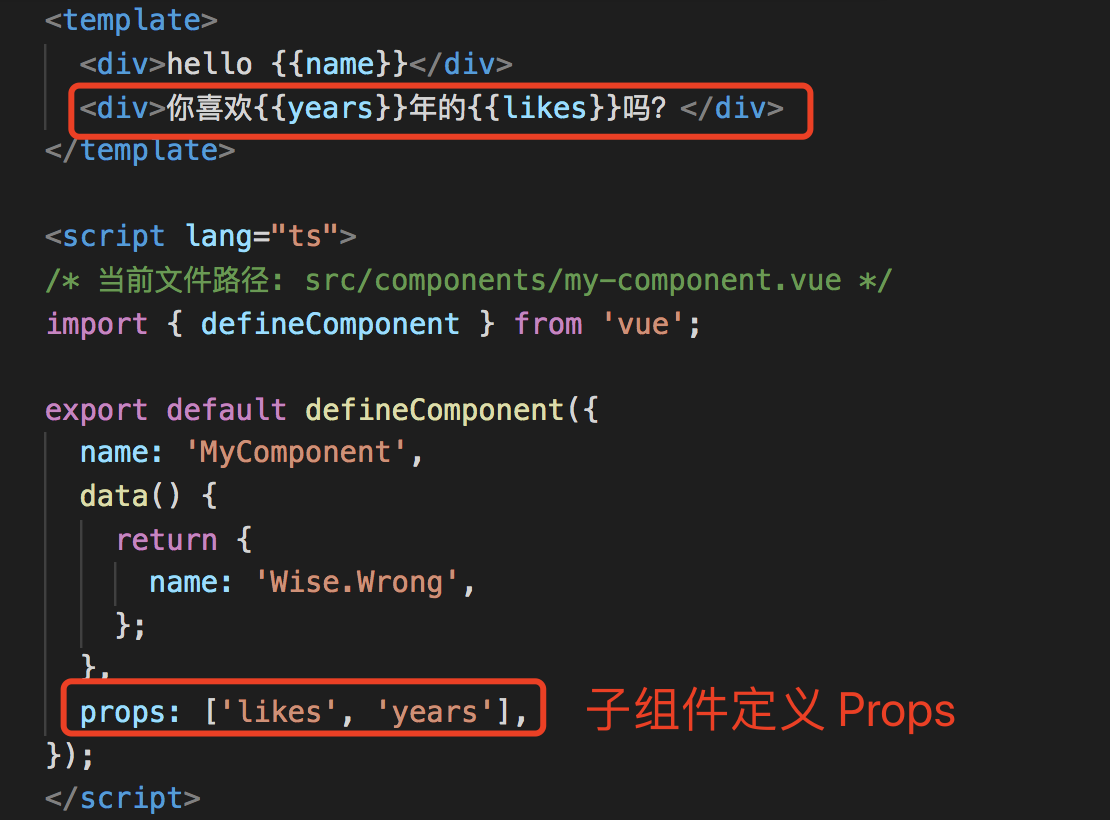 <template>
<div>hello {{name}}</div>
<div>你喜欢{{years}}年的{{likes}}吗? </div>
</template>
<script lang="ts">
/* 当前文件路径: src/components/my-component.vue */
import { defineComponent } from 'vue';
export default defineComponent({
name: 'MyComponent',
data() {
return {
name: 'Wise.Wrong',
};
},
props: ['likes', 'years'], 子组件定义 Props
});
</script>